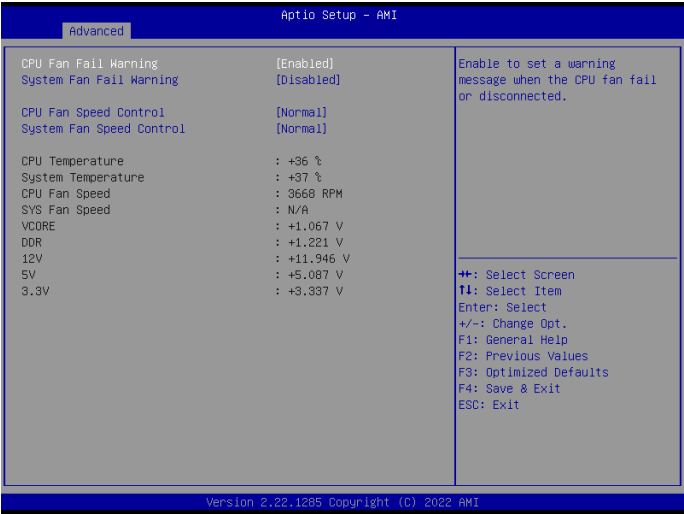 Aptio Setup - AMI
Advanced
CPU Fan Fail Warning [Enabled]
System Fan Fail Warning [Disabled]
CPU Fan Speed Control [Normal]
System Fan Speed Control [Normal]
CPU Temperature : +36 %
System Temperature : +37 %
CPU Fan Speed : 3668 RPM
SYS Fan Speed : N/A
VCORE : +1.067 V
DDR : +1.221 V
12V : +11.946 V
5V : +5.087 V
3.3V : +3.337 V
Enable to set a warning
message when the CPU fan fail
or disconnected.
→←: Select Screen
↑↓: Select Item
Enter: Select
+/-: Change Opt.
F1: General Help
F2: Previous Values
F3: Optimized Defaults
F4: Save & Exit
ESC: Exit
Version 2.22.1285 Copyright (C) 2022 AMI